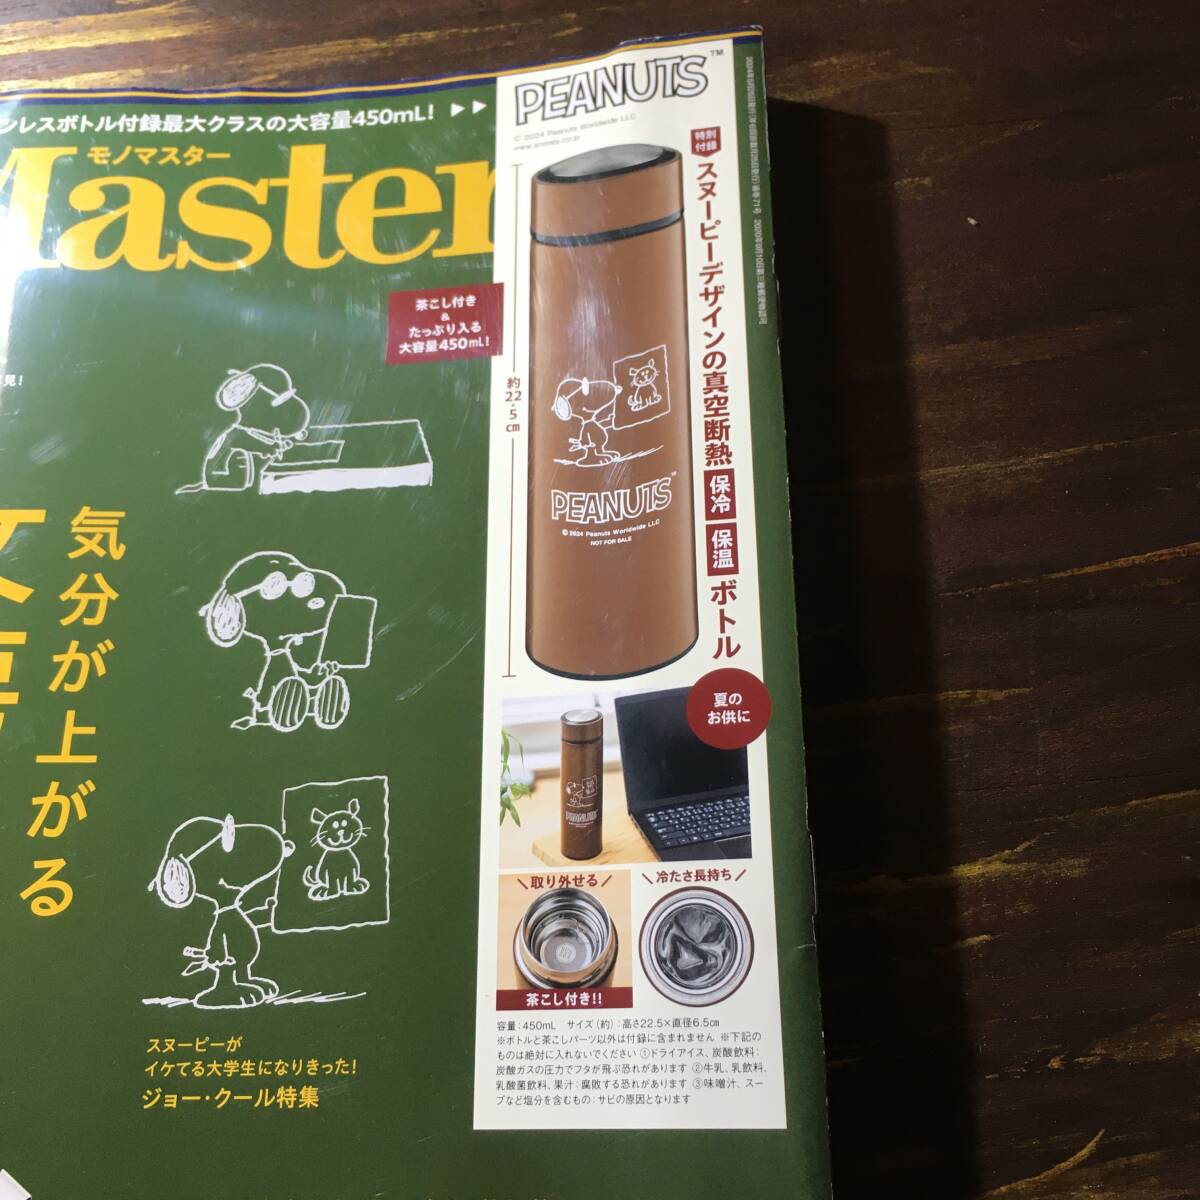 ンレスボトル付録最大クラスの大容量450mL! ▶▶
モノマスター
Master
茶こし付き
&
たっぷり入る
大容量450mL!
見!
気分が上がる
スヌーピーが
イケてる大学生になりきった!
ジョー・クール特集
PEANUTS™
© 2024 Peanuts Worldwide LLC
www.snoopy.co.jp
特別
付録
スヌーピーデザインの真空断熱 保冷 保温 ボトル
約22.5㎝
PEANUTS™
© 2024 Peanuts Worldwide LLC
NOT FOR SALE
夏の
お供に
PEANUTS
\ 取り外せる /
茶こし付き!!
\ 冷たさ長持ち /
容量:450mL サイズ(約):高さ22.5×直径6.5㎝
※ボトルと茶こしパーツ以外は付録に含まれません ※下記の
ものは絶対に入れないでください ①ドライアイス、炭酸飲料:
炭酸ガスの圧力でフタが飛ぶ恐れがあります ②牛乳、乳飲料、
乳酸菌飲料、果汁:腐敗する恐れがあります ③味噌汁、スー
プなど塩分を含むもの:サビの原因となります